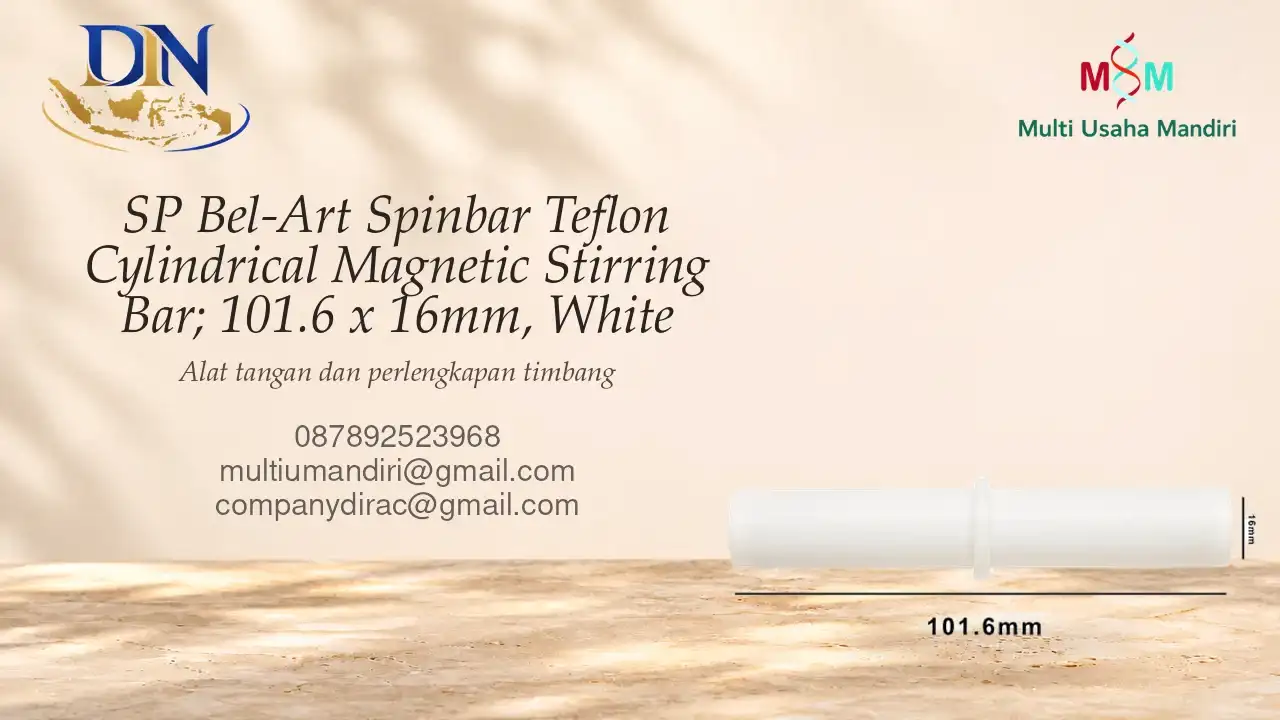 DN
M M
Multi Usaha Mandiri
SP Bel-Art Spinbar Teflon
Cylindrical Magnetic Stirring
Bar; 101.6 x 16mm, White
Alat tangan dan perlengkapan timbang
087892523968
multiumandiri@gmail.com
companydirac@gmail.com
16mm
101.6mm